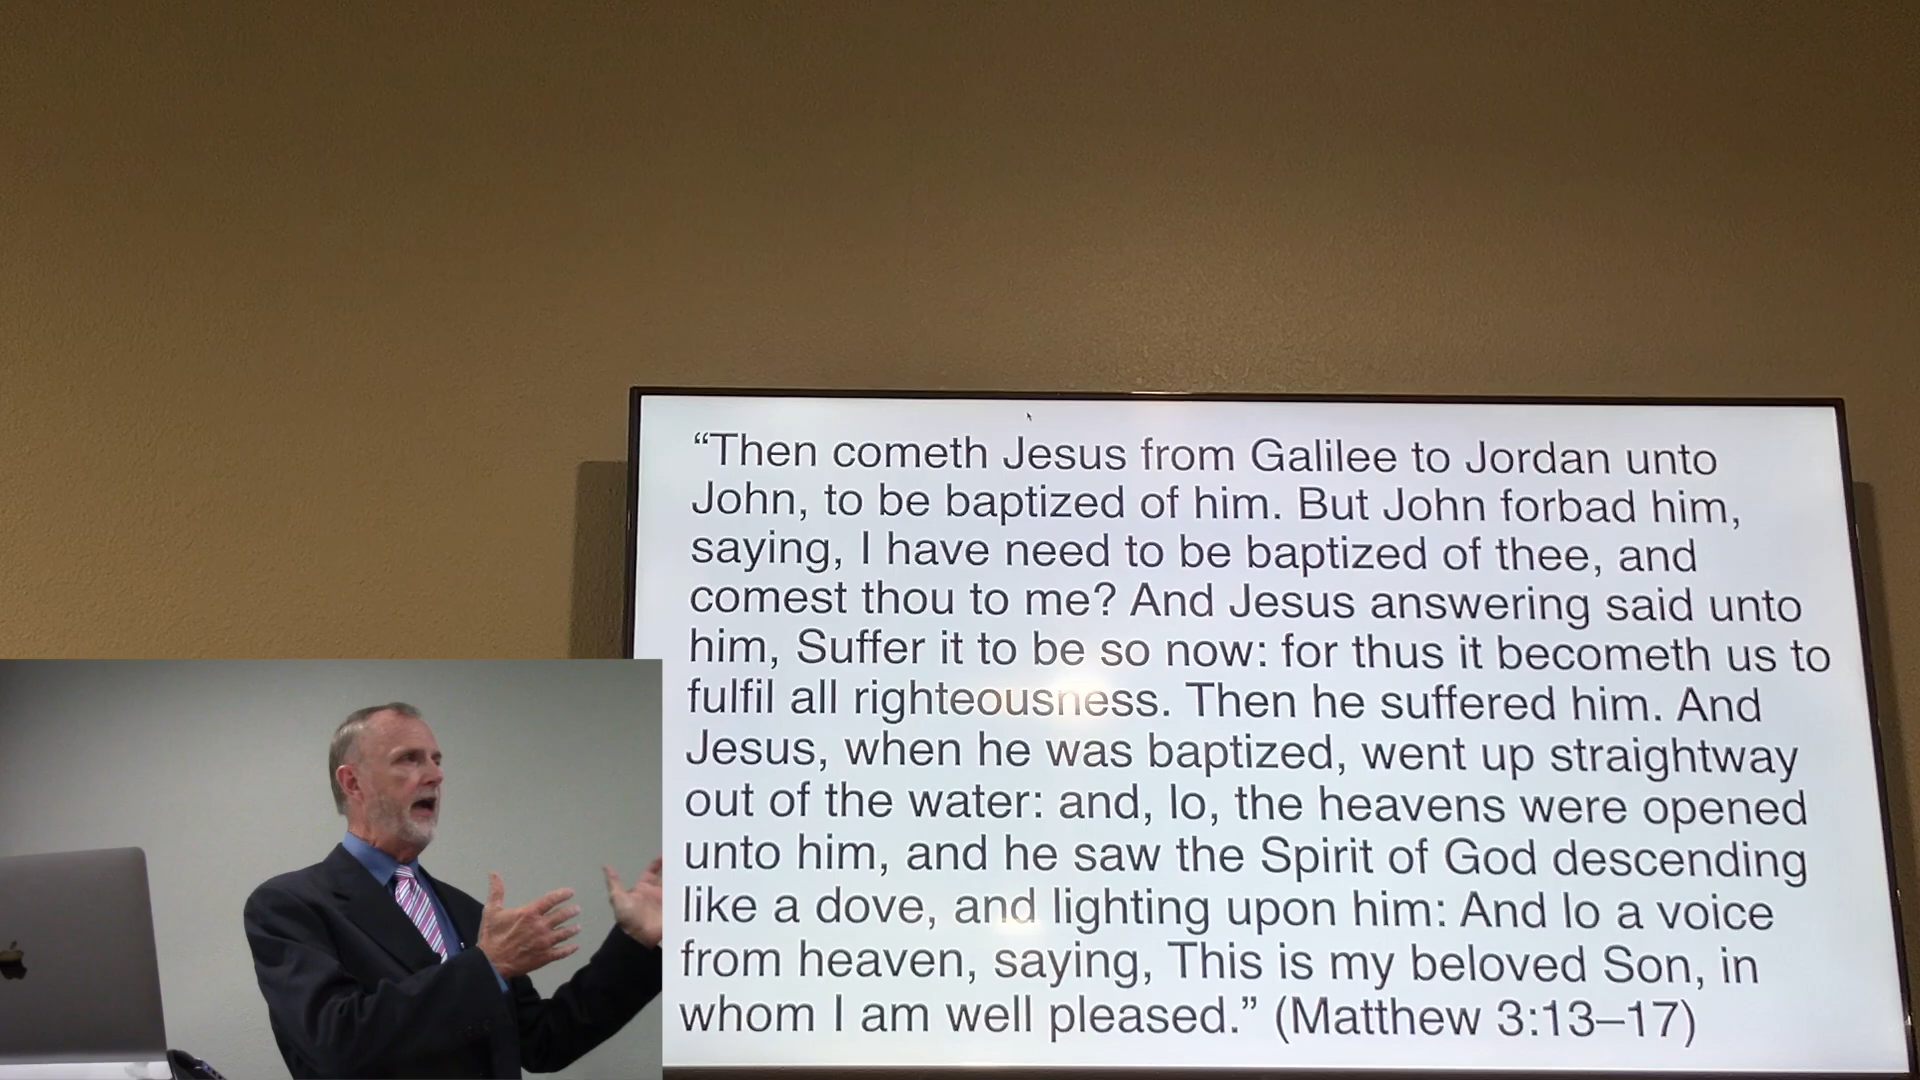 “Then cometh Jesus from Galilee to Jordan unto
John, to be baptized of him. But John forbad him,
saying, I have need to be baptized of thee, and
comest thou to me? And Jesus answering said unto
him, Suffer it to be so now: for thus it becometh us to
fulfil all righteousness. Then he suffered him. And
Jesus, when he was baptized, went up straightway
out of the water: and, lo, the heavens were opened
unto him, and he saw the Spirit of God descending
like a dove, and lighting upon him: And lo a voice
from heaven, saying, This is my beloved Son, in
whom I am well pleased.” (Matthew 3:13–17)